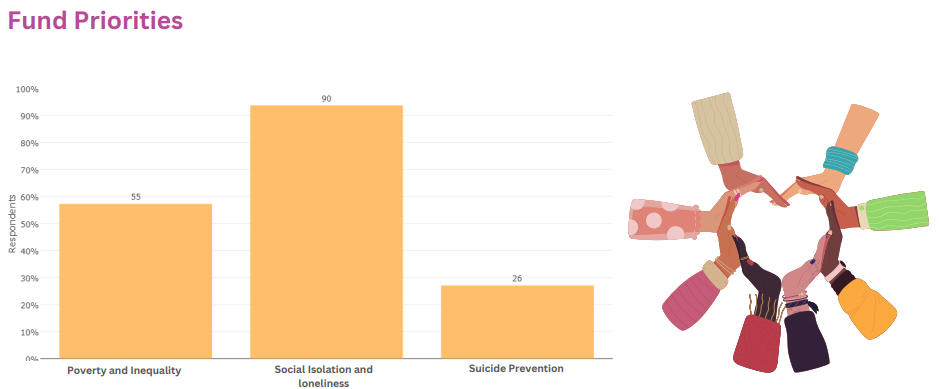 Fund Priorities
100%
90%
80%
70%
60%
50%
40%
30%
20%
10%
0%
Respondents
55
90
26
Poverty and Inequality
Social Isolation and
loneliness
Suicide Prevention